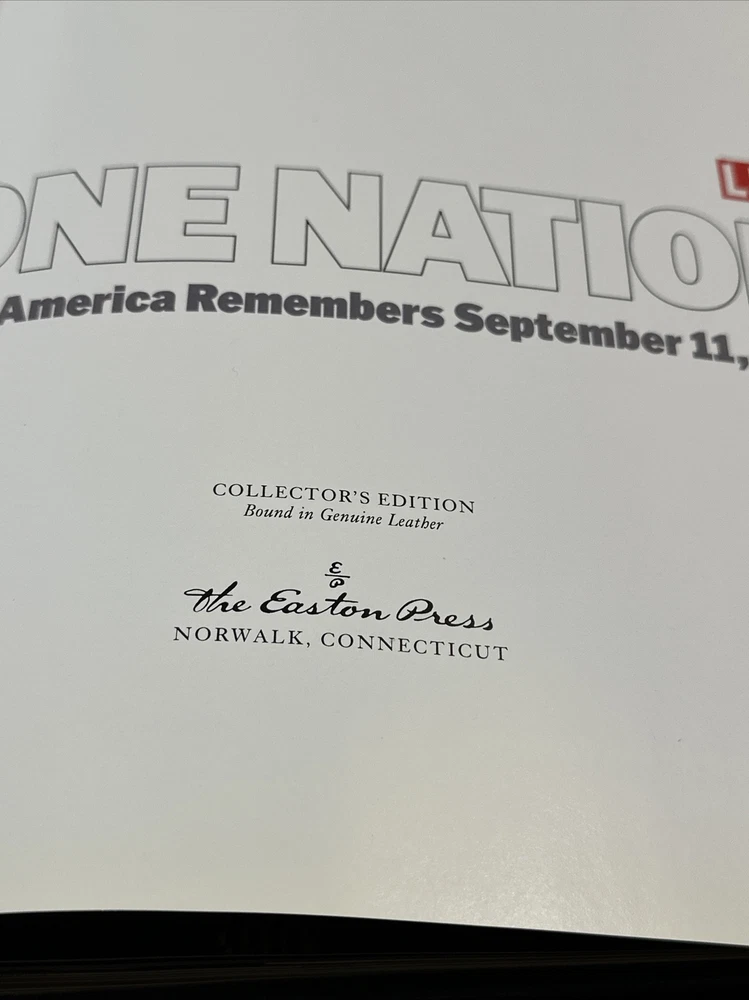 L
ONE NATIO
America Remembers September 11,
COLLECTOR'S EDITION
Bound in Genuine Leather
E
P
The Easton Press
NORWALK, CONNECTICUT